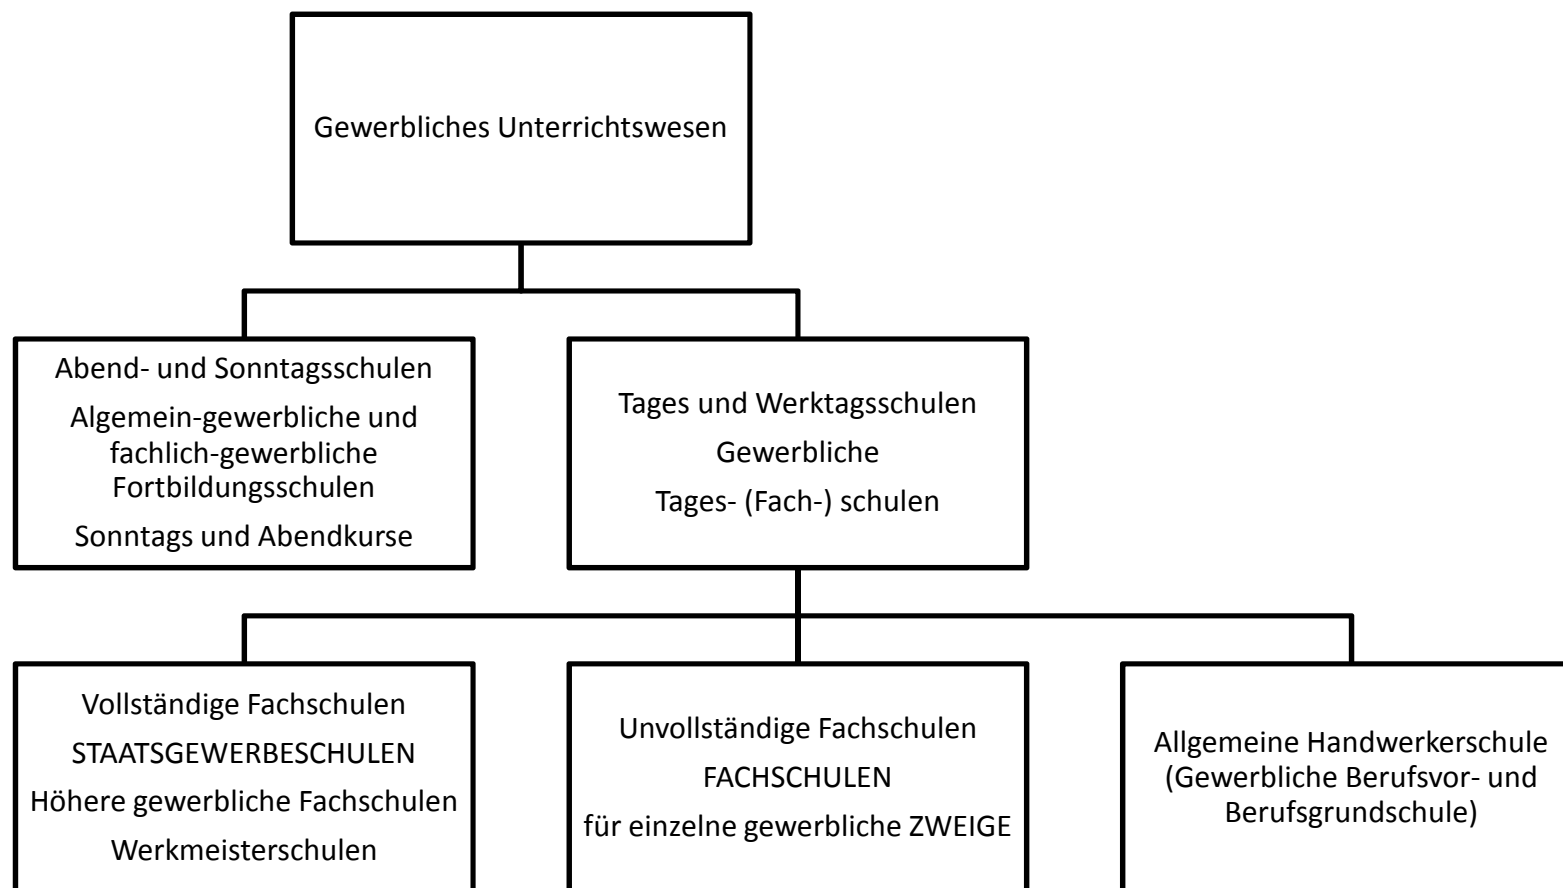 Gewerbliches Unterrichtswesen
Abend- und Sonntagsschulen
Algemein-gewerbliche und
fachlich-gewerbliche
Fortbildungsschulen
Sonntags und Abendkurse
Tages und Werktagsschulen
Gewerbliche
Tages- (Fach-) schulen
Vollständige Fachschulen
STAATSGEWERBESCHULEN
Höhere gewerbliche Fachschulen
Werkmeisterschulen
Unvollständige Fachschulen
FACHSCHULEN
für einzelne gewerbliche ZWEIGE
Allgemeine Handwerkerschule
(Gewerbliche Berufsvor- und
Berufsgrundschule)